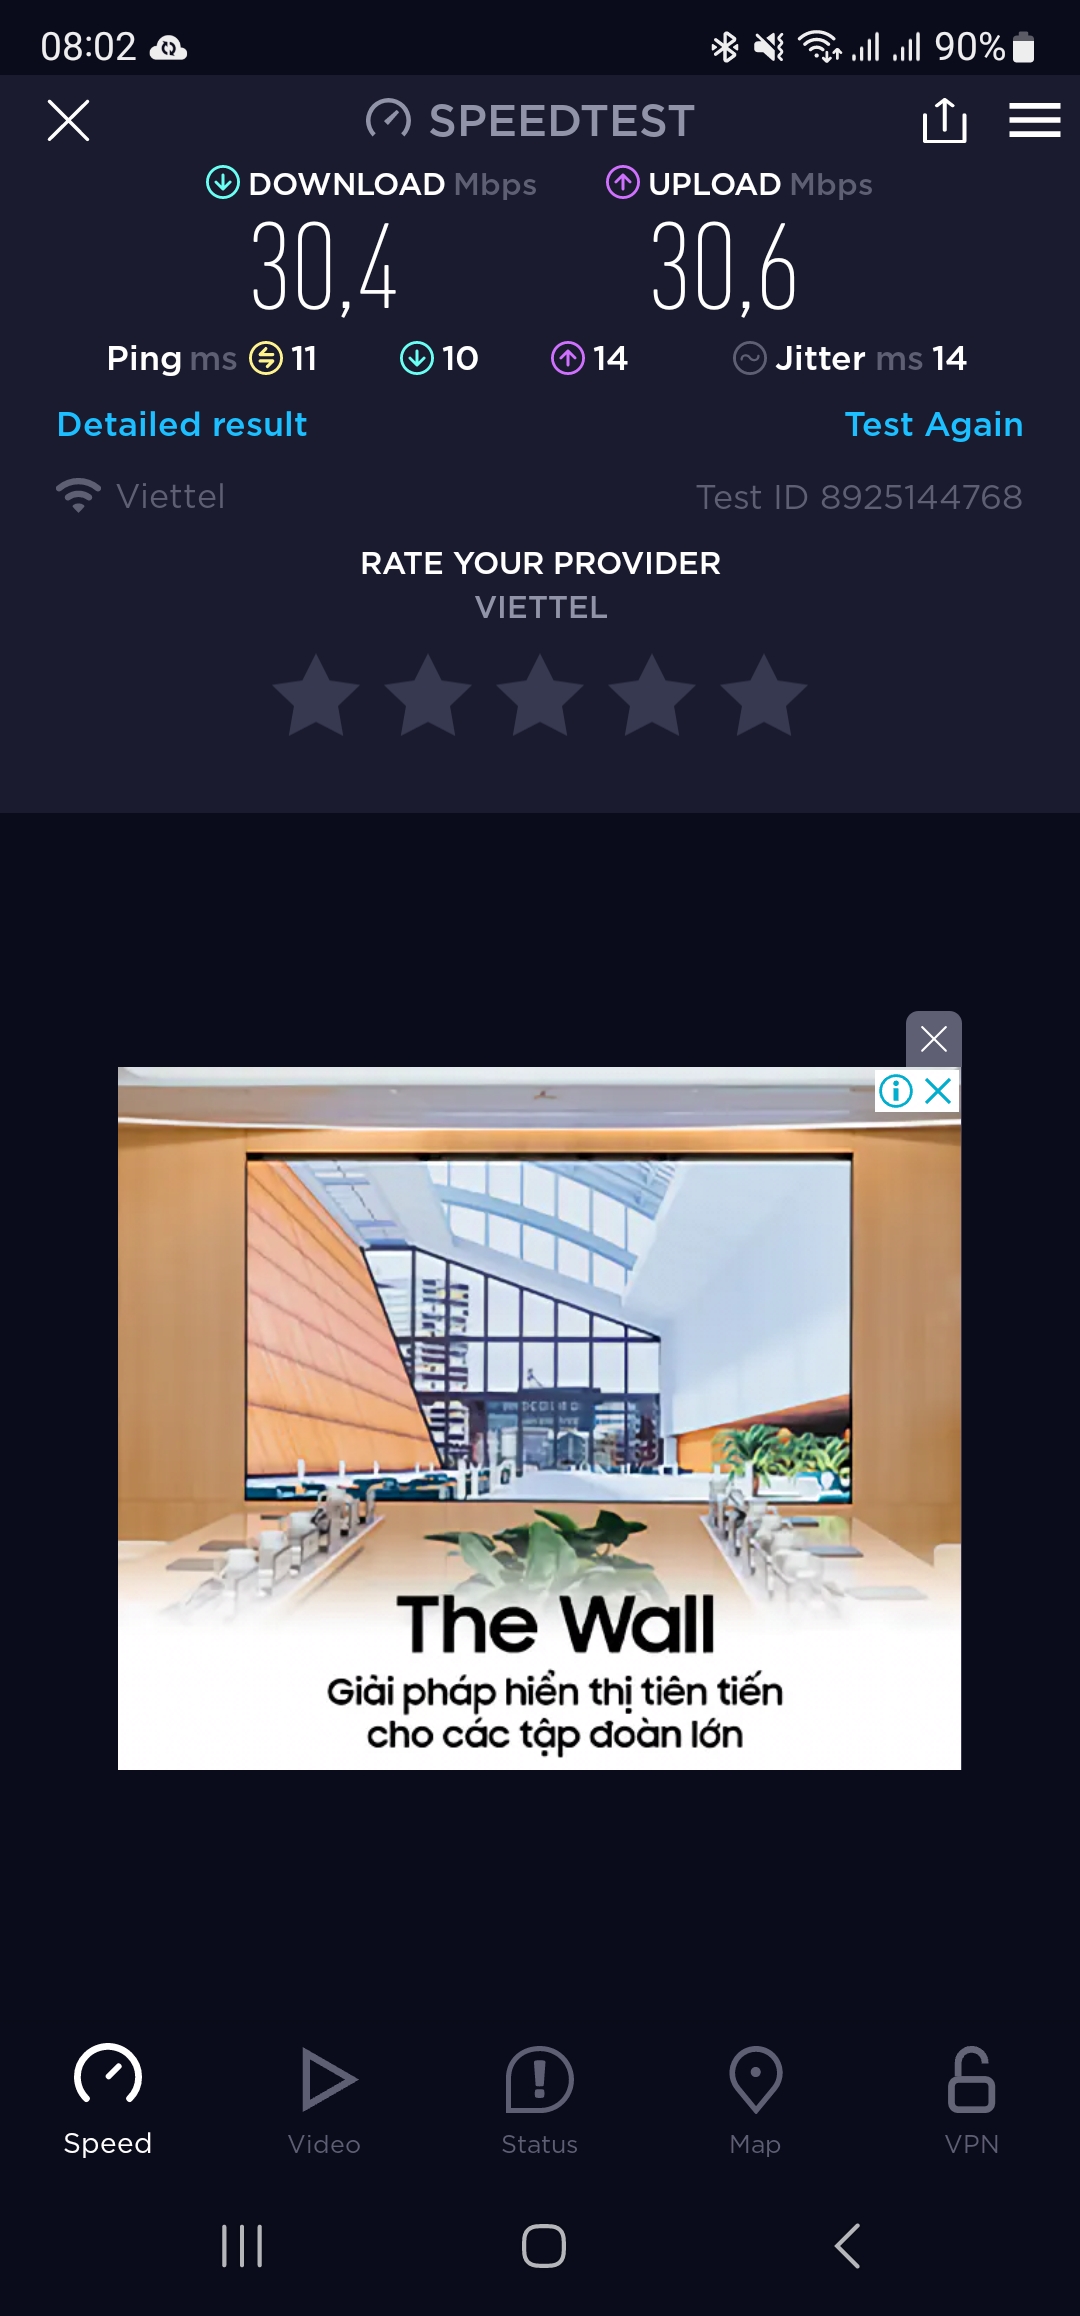 08:02 90%
SPEEDTEST
DOWNLOAD Mbps UPLOAD Mbps
30,4 30,6
Ping ms 11 10 14 Jitter ms 14
Detailed result Test Again
Viettel Test ID 8925144768
RATE YOUR PROVIDER
VIETTEL
The Wall
Giải pháp hiển thị tiên tiến
cho các tập đoàn lớn
Speed Video Status Map VPN